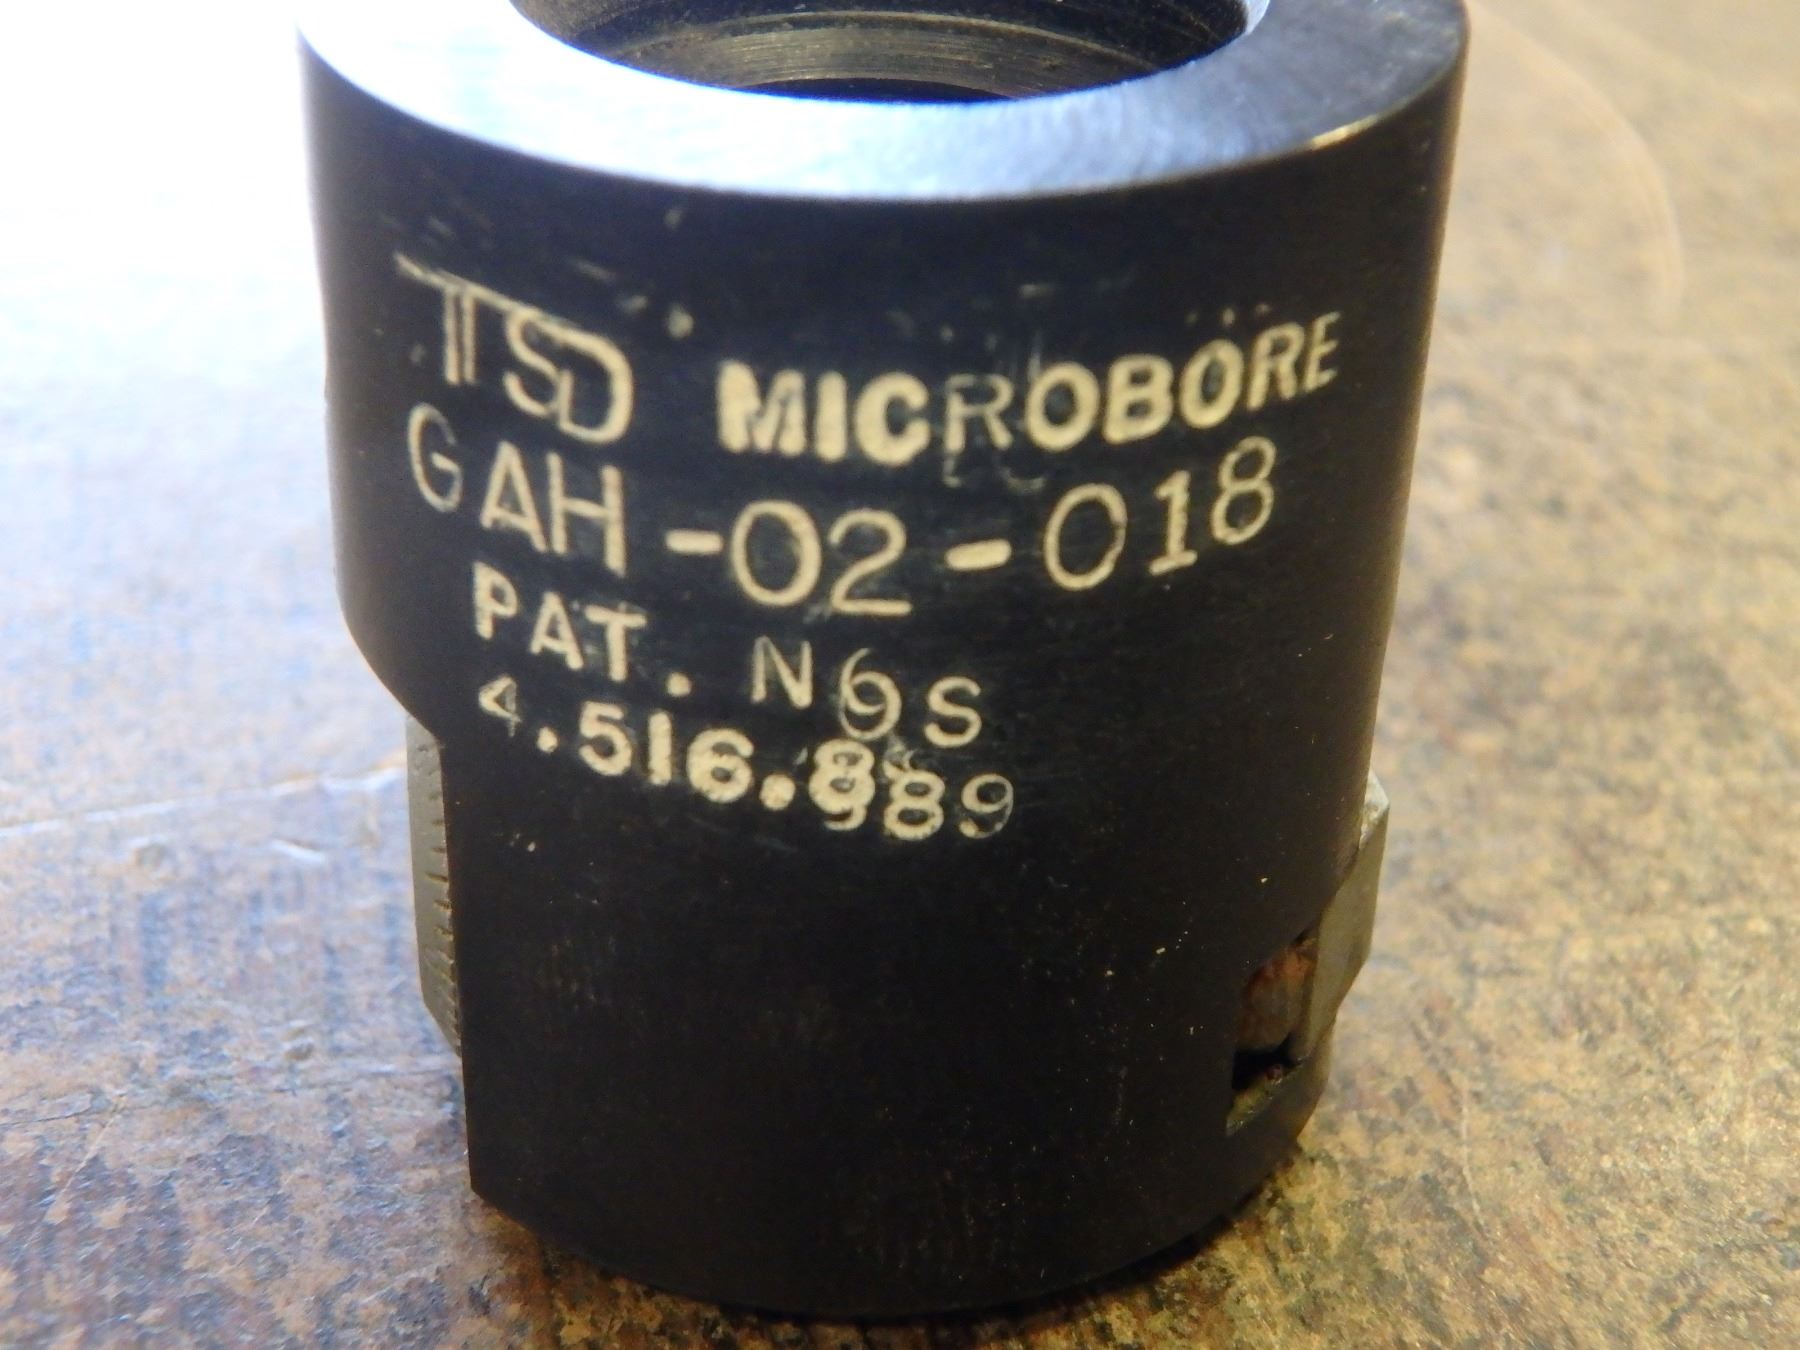 TSD MICROBORE
GAH-02-018
PAT. NOS
4.516.889